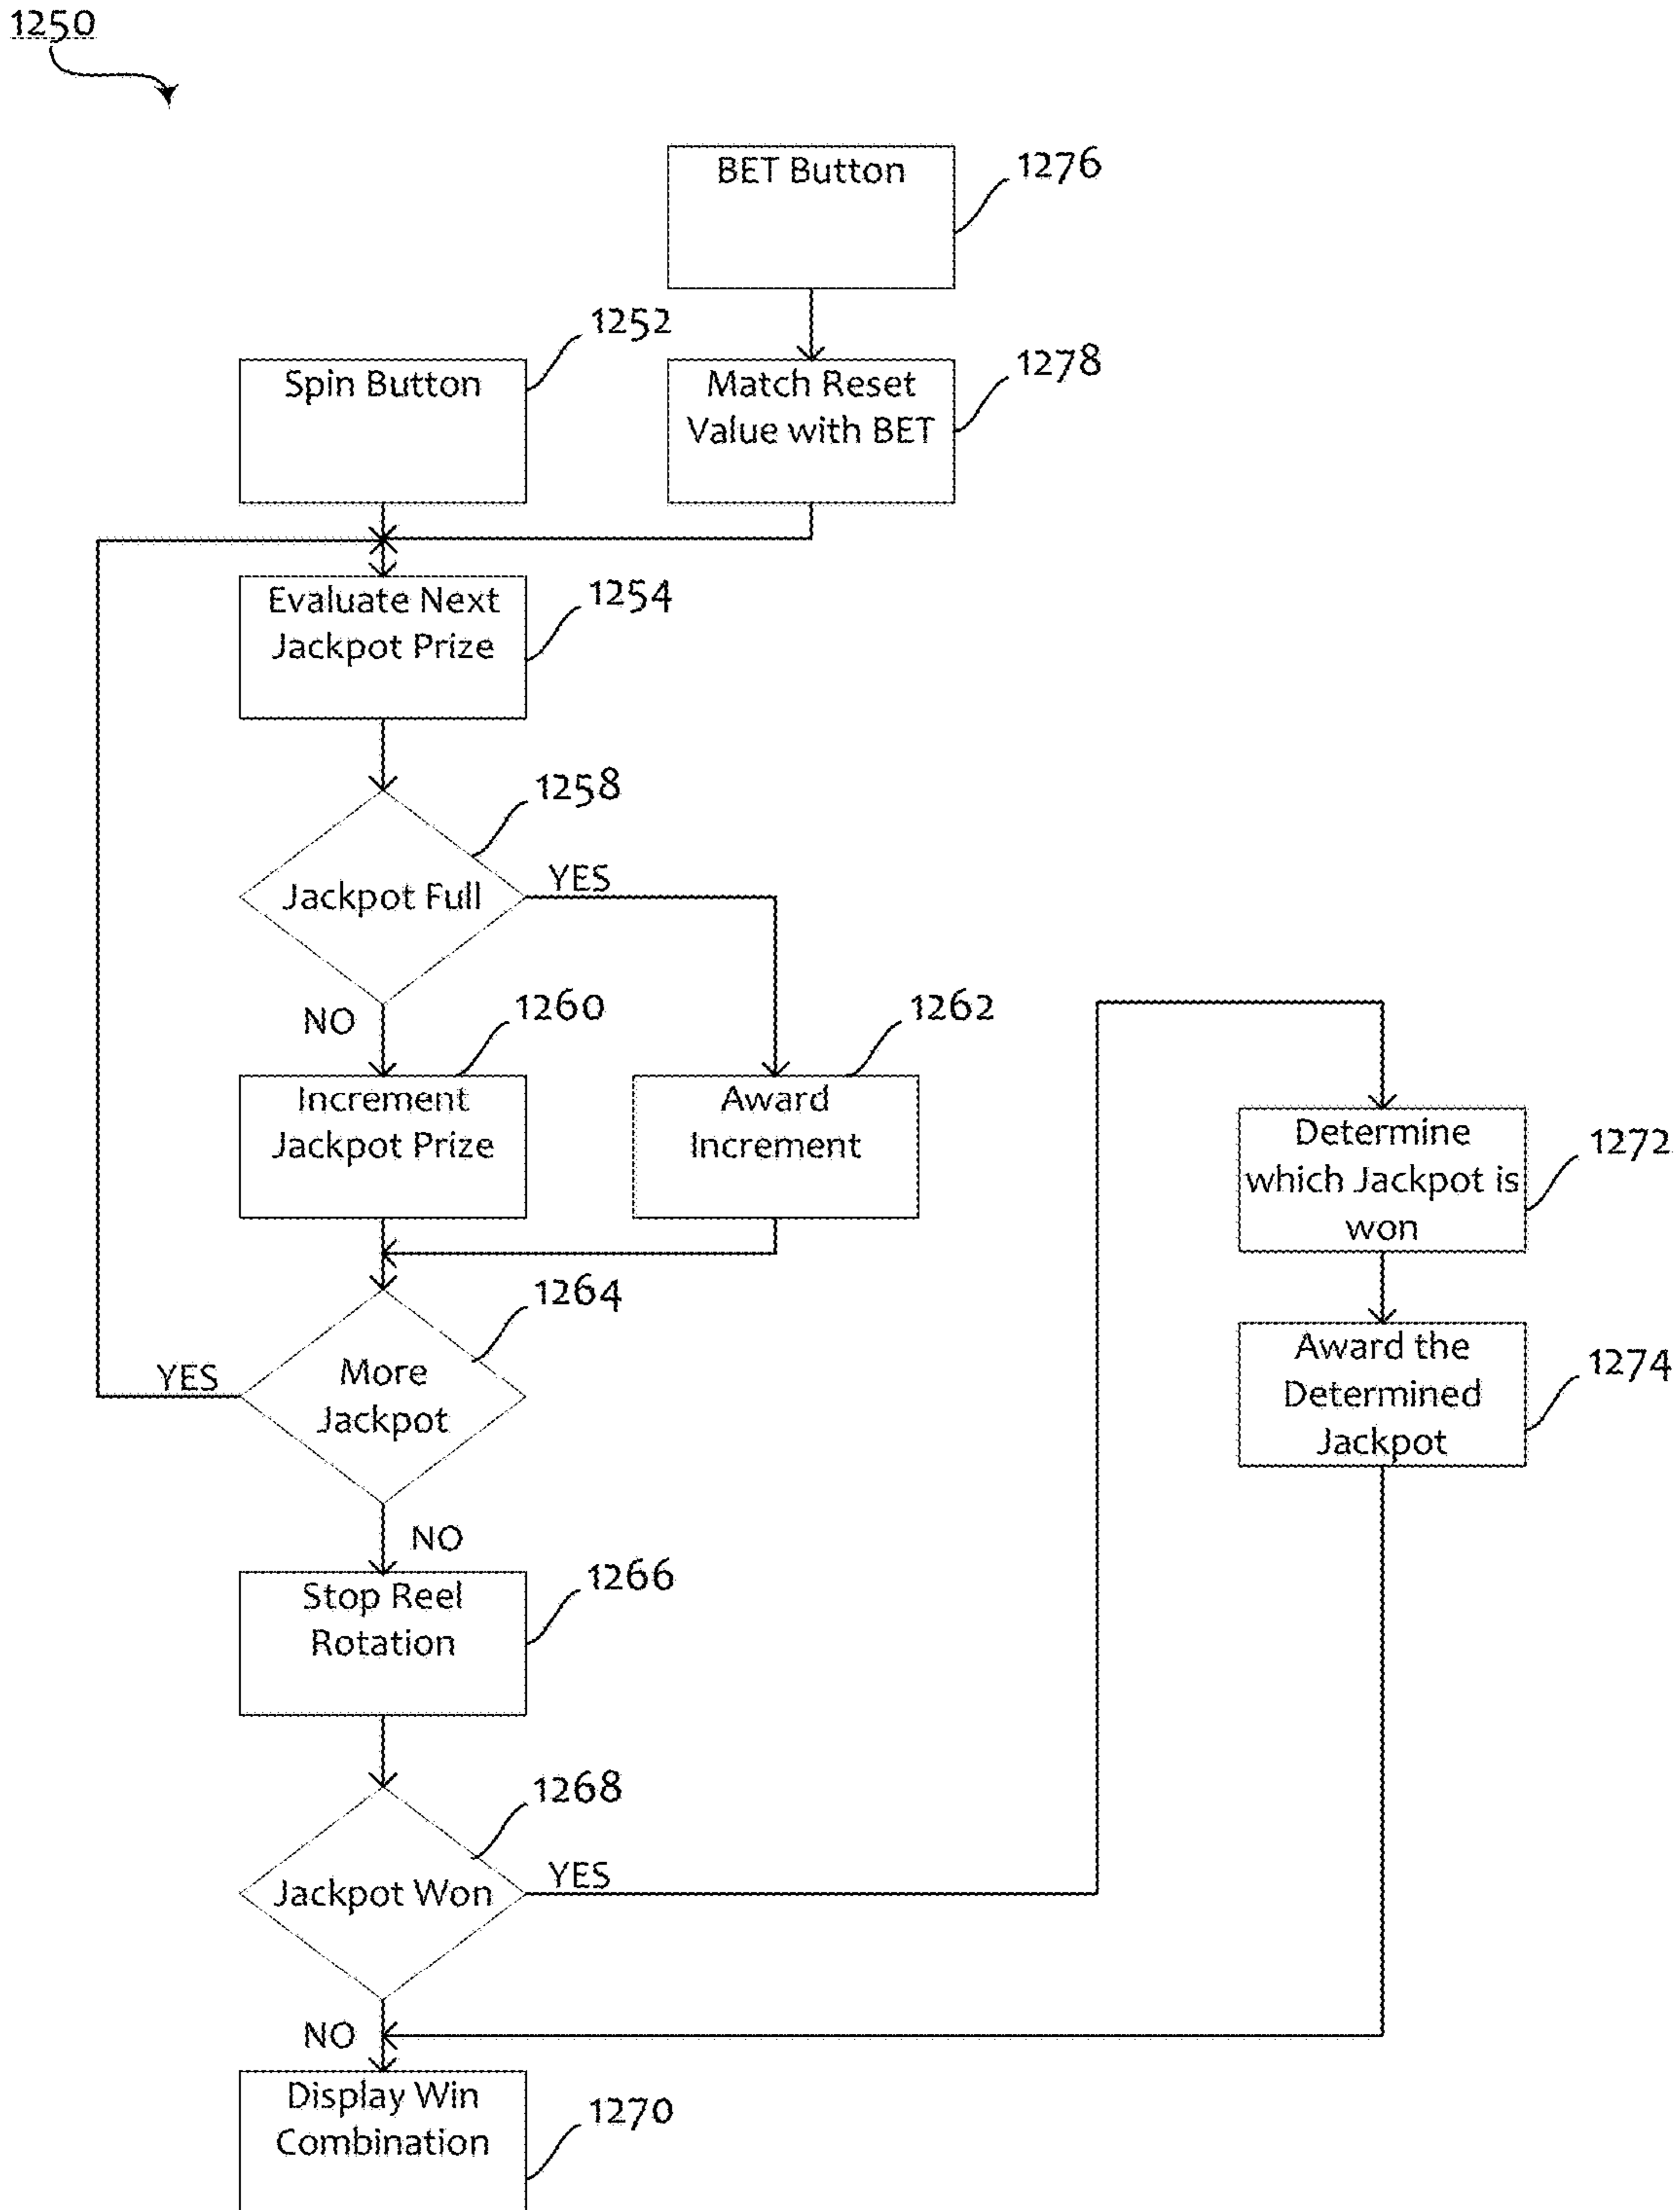 1250
BET Button
1276
1252
Spin Button
Match Reset
Value with BET
1278
Evaluate Next
Jackpot Prize
1254
1258
Jackpot Full
YES
NO
1260
Increment
Jackpot Prize
1262
Award
Increment
Determine
which Jackpot is
won
1272
1264
More
Jackpot
YES
NO
Award the
Determined
Jackpot
1274
Stop Reel
Rotation
1266
1268
Jackpot Won
YES
NO
Display Win
Combination
1270